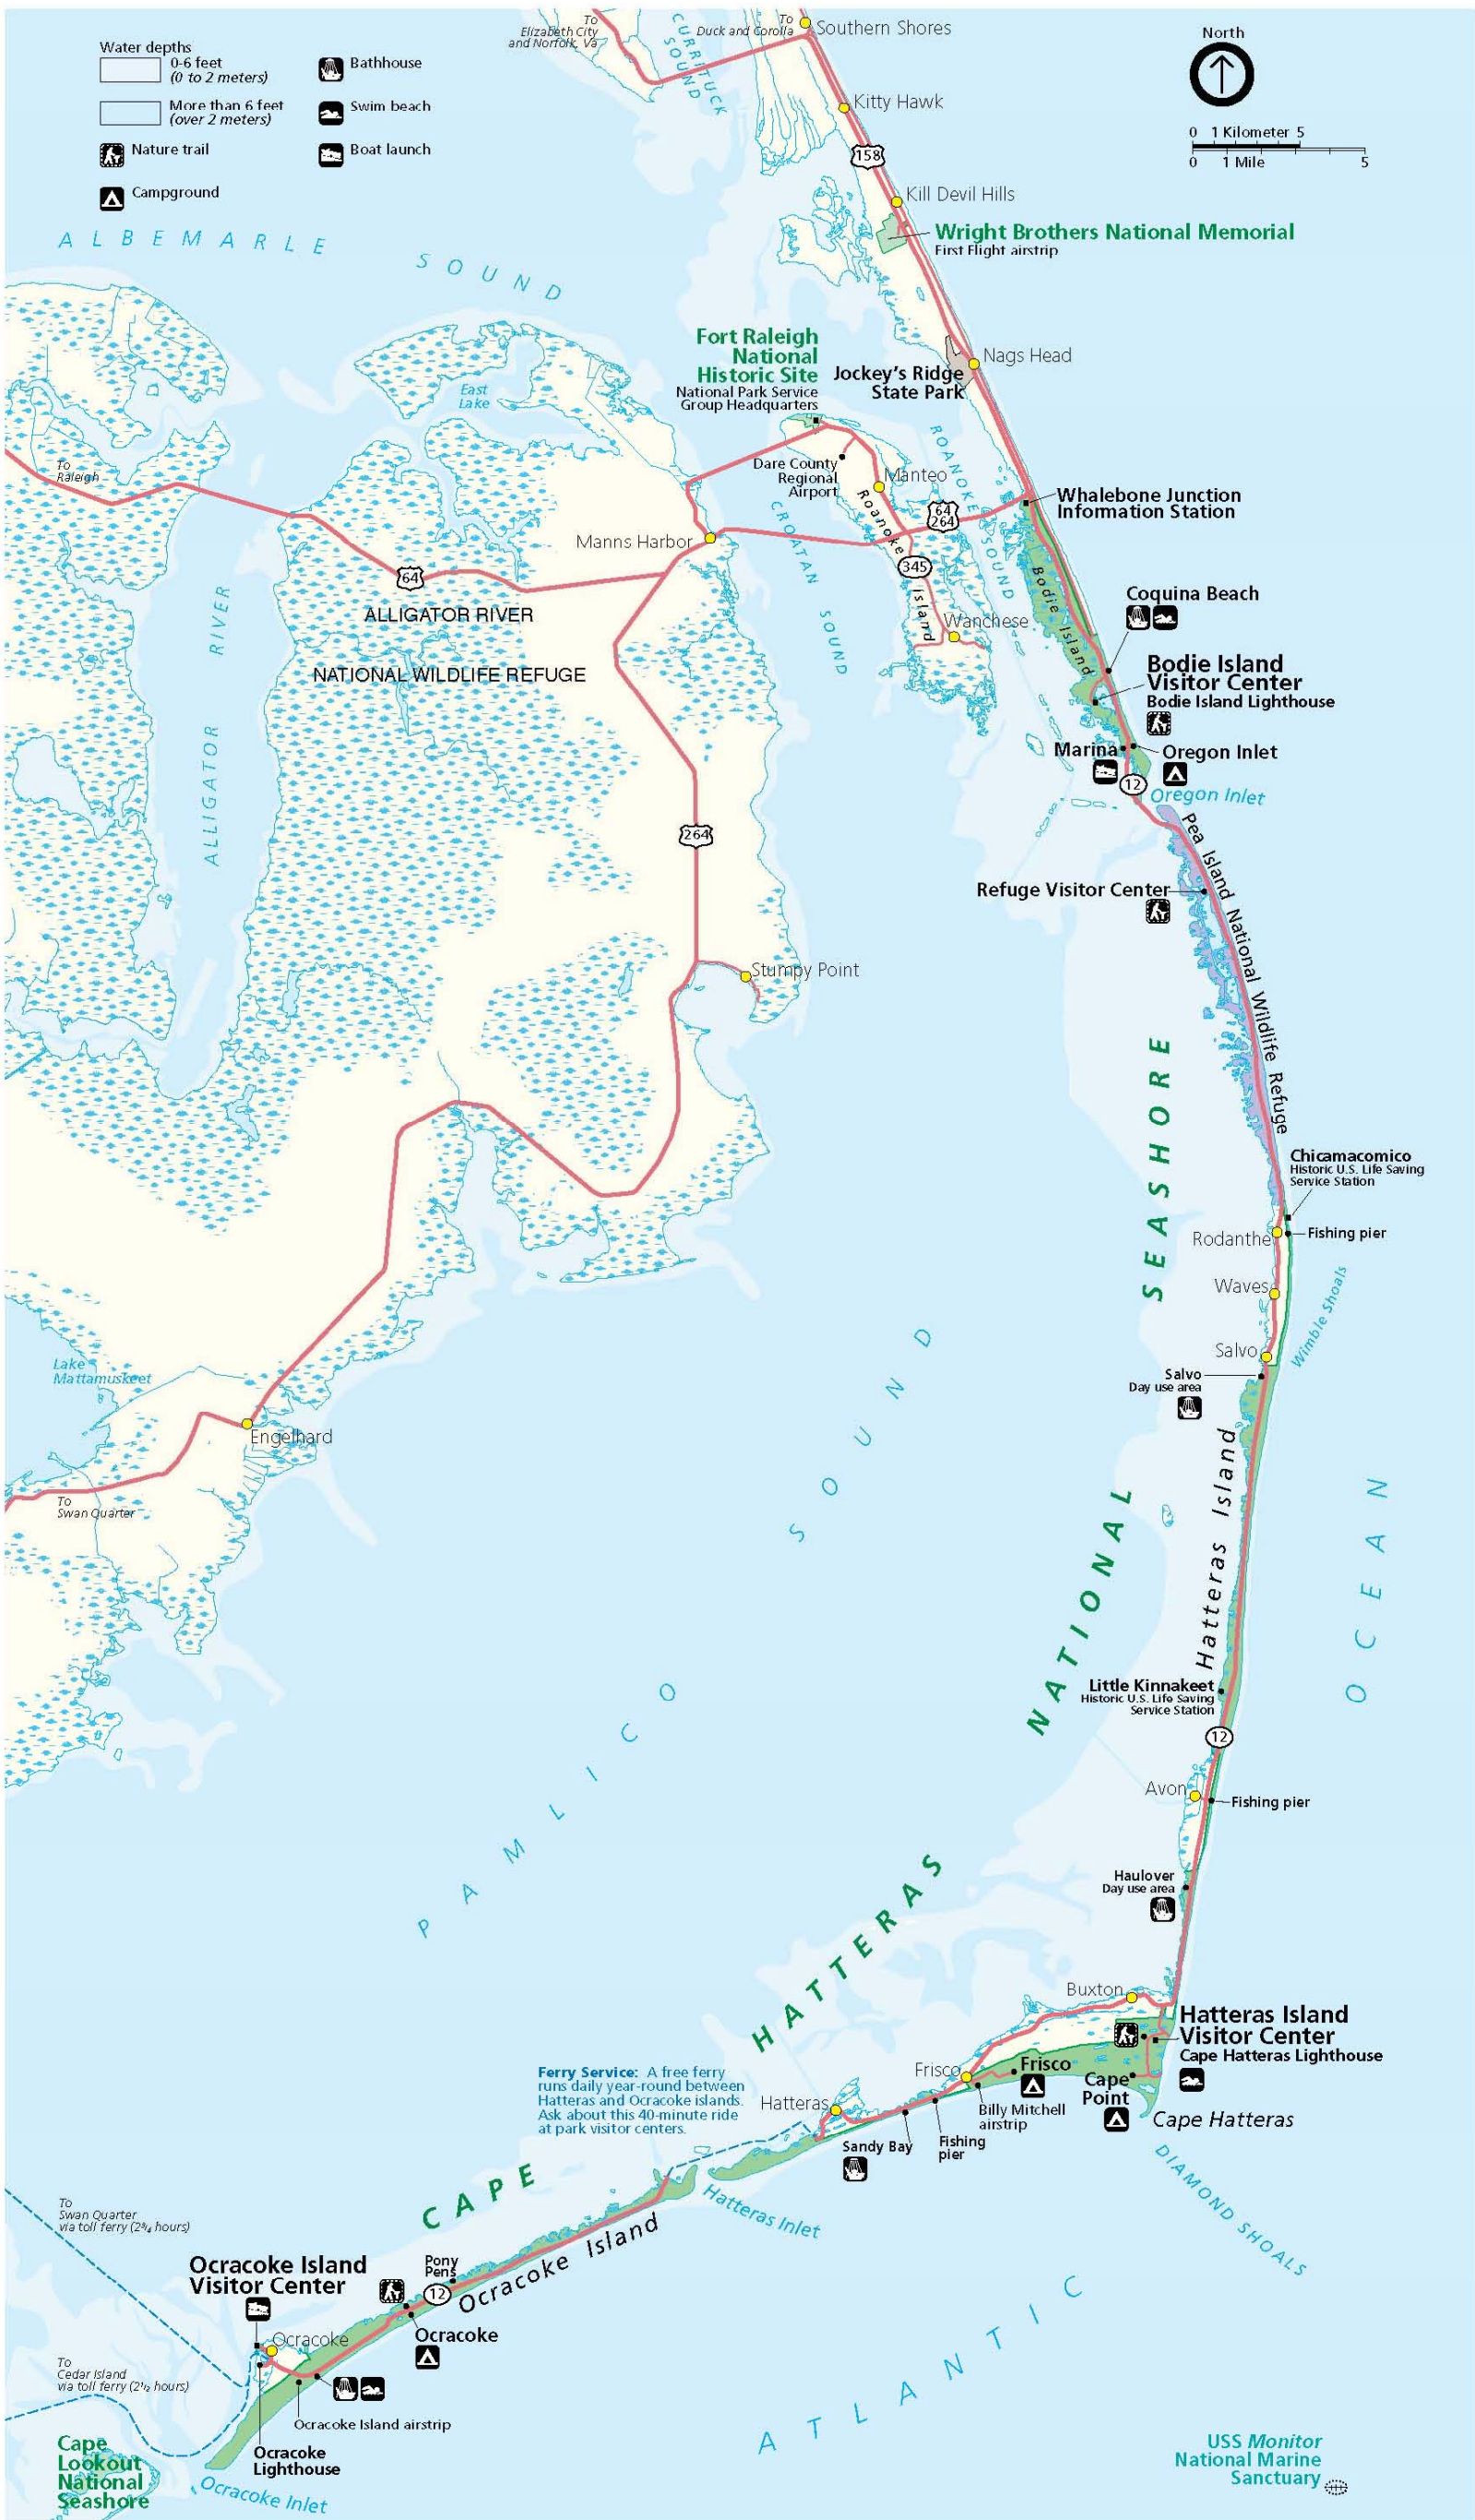 Water depths
0-6 feet
(0 to 2 meters)
More than 6 feet
(over 2 meters)
Nature trail
Campground
Bathhouse
Swim beach
Boat launch
To
Elizabeth City
and Norfolk, Va
CURRITUCK
SOUND
To
Duck and Corolla
Southern Shores
North
0 1 Kilometer 5
0 1 Mile 5
Kitty Hawk
158
Kill Devil Hills
Wright Brothers National Memorial
First Flight airstrip
ALBEMARLE SOUND
Fort Raleigh
National
Historic Site
National Park Service
Group Headquarters
Jockey's Ridge
State Park
Nags Head
East
Lake
To
Raleigh
Dare County
Regional
Airport
Manteo
ROANOKE SOUND
Roanoke Island
64
264
Whalebone Junction
Information Station
Manns Harbor
CROATAN SOUND
345
64
ALLIGATOR RIVER
NATIONAL WILDLIFE REFUGE
ALLIGATOR RIVER
Wanchese
Bodie Island
Coquina Beach
Bodie Island
Visitor Center
Bodie Island Lighthouse
Marina
Oregon Inlet
12
Oregon Inlet
264
Pea Island National Wildlife Refuge
Refuge Visitor Center
Stumpy Point
Chicamacomico
Historic U.S. Life Saving
Service Station
Rodanthe
Fishing pier
Waves
Wimble Shoals
Salvo
Salvo
Day use area
Lake
Mattamuskeet
Engelhard
To
Swan Quarter
Hatteras Island
Little Kinnakeet
Historic U.S. Life Saving
Service Station
12
Avon
Fishing pier
Haulover
Day use area
PAMLICO SOUND
CAPE HATTERAS NATIONAL SEASHORE
Buxton
Hatteras Island
Visitor Center
Cape Hatteras Lighthouse
Ferry Service: A free ferry
runs daily year-round between
Hatteras and Ocracoke islands.
Ask about this 40-minute ride
at park visitor centers.
Hatteras
Frisco
Frisco
Cape
Point
Billy Mitchell
airstrip
Cape Hatteras
Sandy Bay
Fishing
pier
DIAMOND SHOALS
Hatteras Inlet
To
Swan Quarter
via toll ferry (2¾ hours)
Ocracoke Island
Visitor Center
Pony
Pens
12
Ocracoke Island
Ocracoke
Ocracoke
To
Cedar Island
via toll ferry (2½ hours)
Ocracoke Island airstrip
Ocracoke
Lighthouse
Cape
Lookout
National
Seashore
Ocracoke Inlet
ATLANTIC OCEAN
USS Monitor
National Marine
Sanctuary